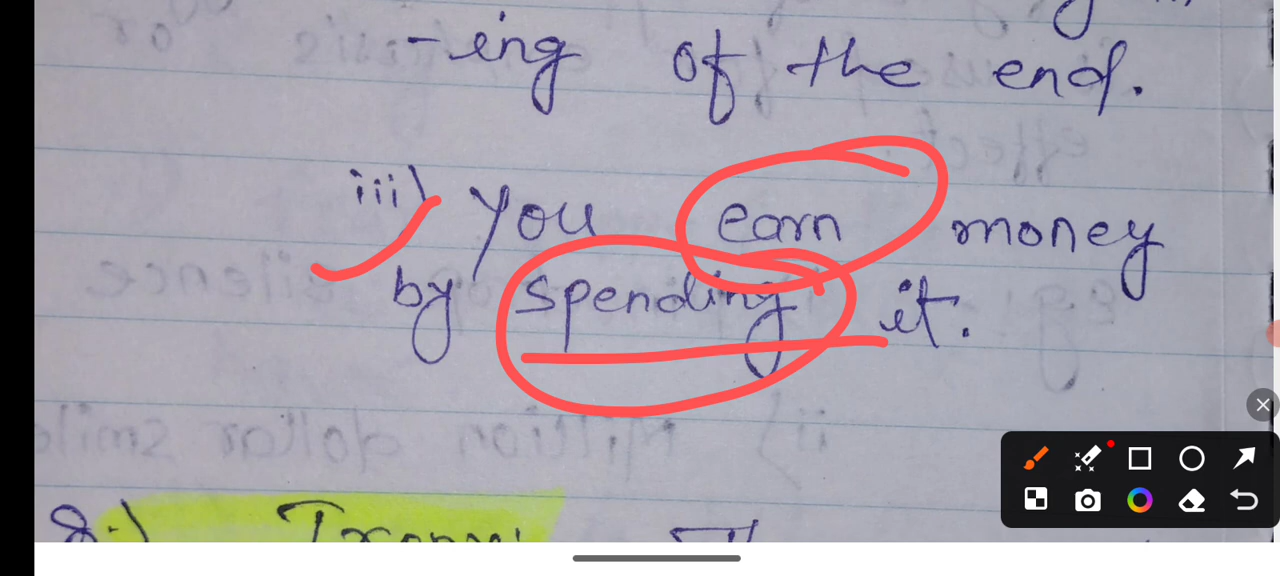 -ing of the end.
iii) You earn money
by spending it.